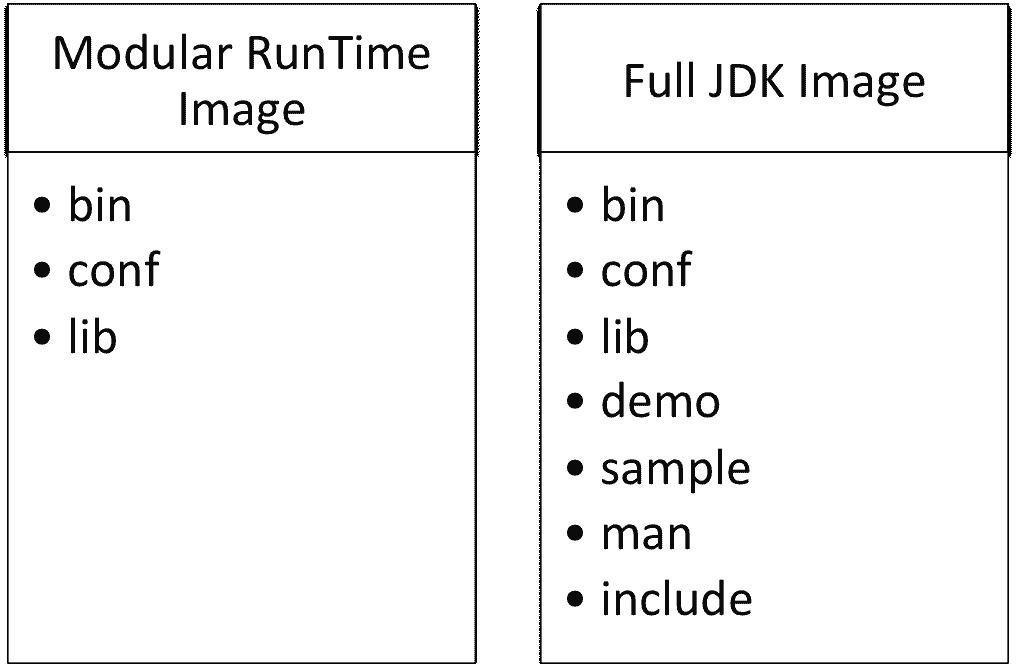 Modular RunTime
Image
• bin
• conf
• lib
Full JDK Image
• bin
• conf
• lib
• demo
• sample
• man
• include